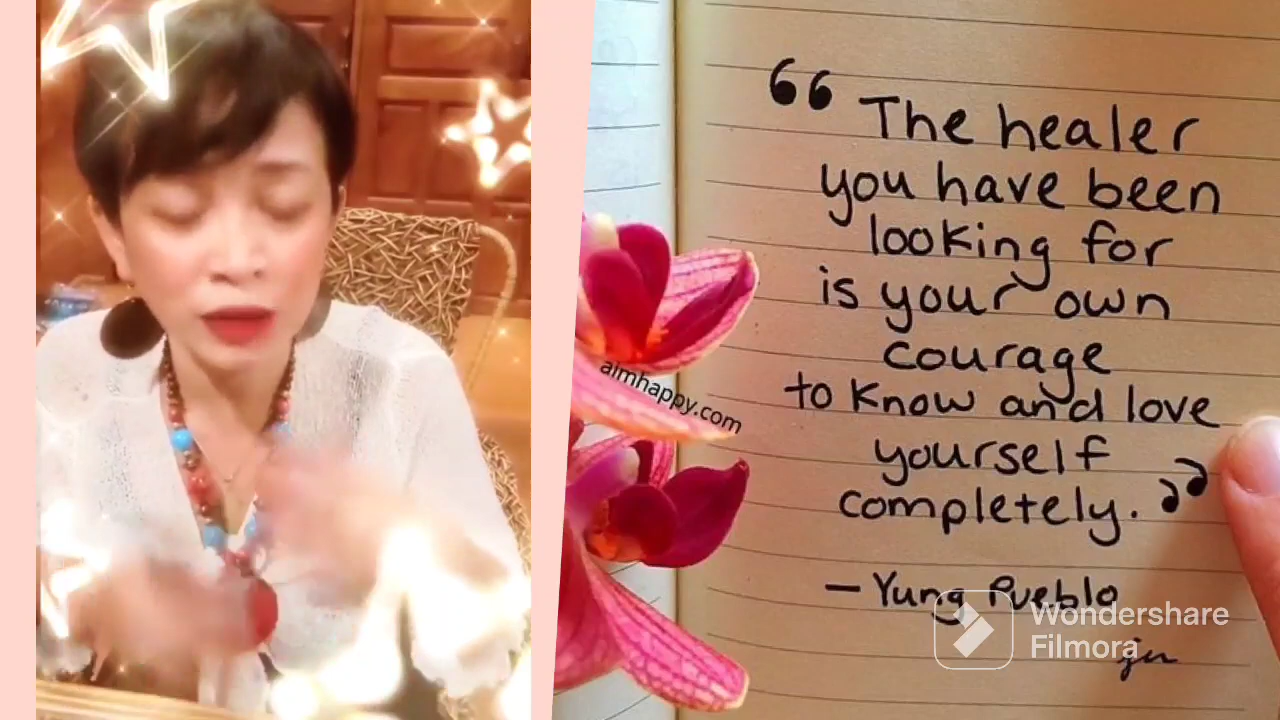 “ The healer
you have been
looking for
is your own
courage
to know and love
yourself
completely. ”
— Yung Pueblo
aimhappy.com
Wondershare
Filmora